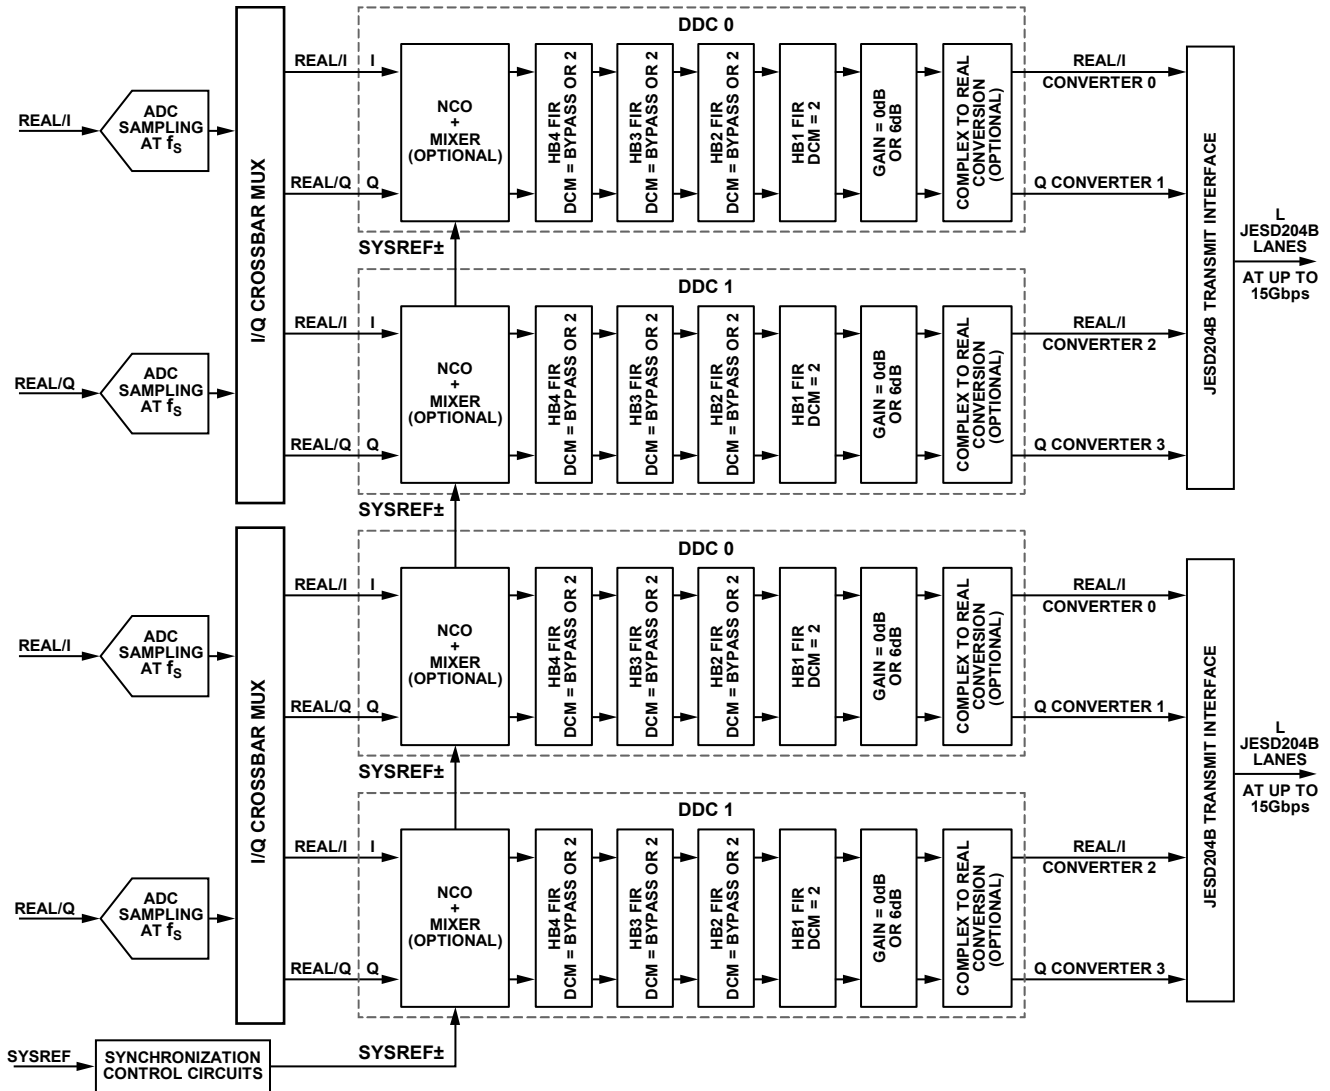 DDC 0
REAL/I
ADC
SAMPLING
AT fS
I/Q CROSSBAR MUX
REAL/I I
REAL/Q Q
NCO
+
MIXER
(OPTIONAL)
HB4 FIR
DCM = BYPASS OR 2
HB3 FIR
DCM = BYPASS OR 2
HB2 FIR
DCM = BYPASS OR 2
HB1 FIR
DCM = 2
GAIN = 0dB
OR 6dB
COMPLEX TO REAL
CONVERSION
(OPTIONAL)
REAL/I
CONVERTER 0
Q CONVERTER 1
SYSREF±
DDC 1
REAL/Q
ADC
SAMPLING
AT fS
REAL/I I
REAL/Q Q
NCO
+
MIXER
(OPTIONAL)
HB4 FIR
DCM = BYPASS OR 2
HB3 FIR
DCM = BYPASS OR 2
HB2 FIR
DCM = BYPASS OR 2
HB1 FIR
DCM = 2
GAIN = 0dB
OR 6dB
COMPLEX TO REAL
CONVERSION
(OPTIONAL)
REAL/I
CONVERTER 2
Q CONVERTER 3
JESD204B TRANSMIT INTERFACE
L
JESD204B
LANES
AT UP TO
15Gbps
SYSREF±
DDC 0
REAL/I
ADC
SAMPLING
AT fS
I/Q CROSSBAR MUX
REAL/I I
REAL/Q Q
NCO
+
MIXER
(OPTIONAL)
HB4 FIR
DCM = BYPASS OR 2
HB3 FIR
DCM = BYPASS OR 2
HB2 FIR
DCM = BYPASS OR 2
HB1 FIR
DCM = 2
GAIN = 0dB
OR 6dB
COMPLEX TO REAL
CONVERSION
(OPTIONAL)
REAL/I
CONVERTER 0
Q CONVERTER 1
SYSREF±
DDC 1
REAL/Q
ADC
SAMPLING
AT fS
REAL/I I
REAL/Q Q
NCO
+
MIXER
(OPTIONAL)
HB4 FIR
DCM = BYPASS OR 2
HB3 FIR
DCM = BYPASS OR 2
HB2 FIR
DCM = BYPASS OR 2
HB1 FIR
DCM = 2
GAIN = 0dB
OR 6dB
COMPLEX TO REAL
CONVERSION
(OPTIONAL)
REAL/I
CONVERTER 2
Q CONVERTER 3
JESD204B TRANSMIT INTERFACE
L
JESD204B
LANES
AT UP TO
15Gbps
SYSREF
SYNCHRONIZATION
CONTROL CIRCUITS
SYSREF±